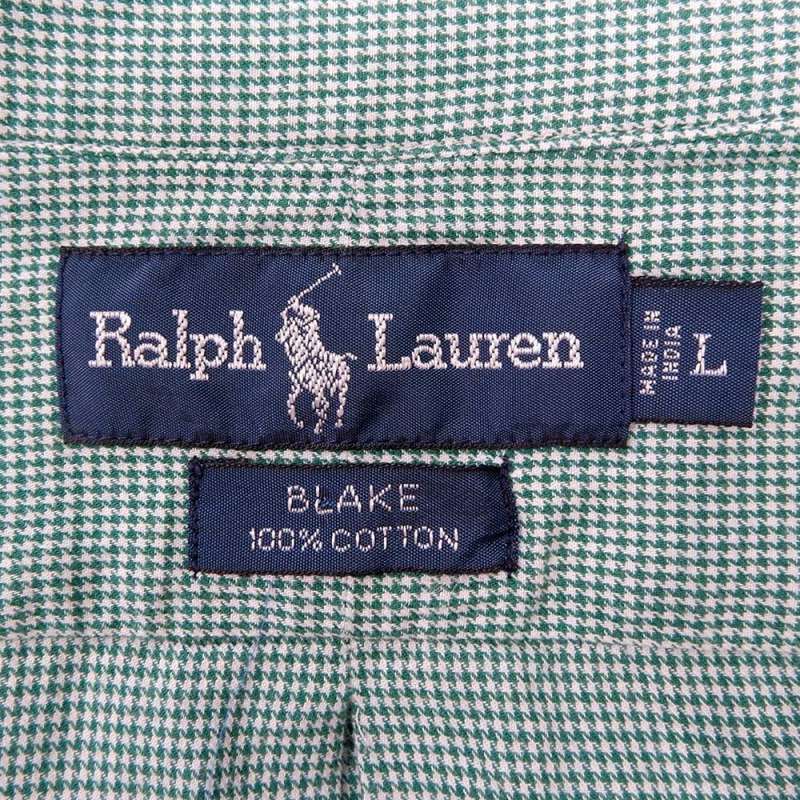 Ralph Lauren
MADE IN
INDIA
L
BLAKE
100% COTTON